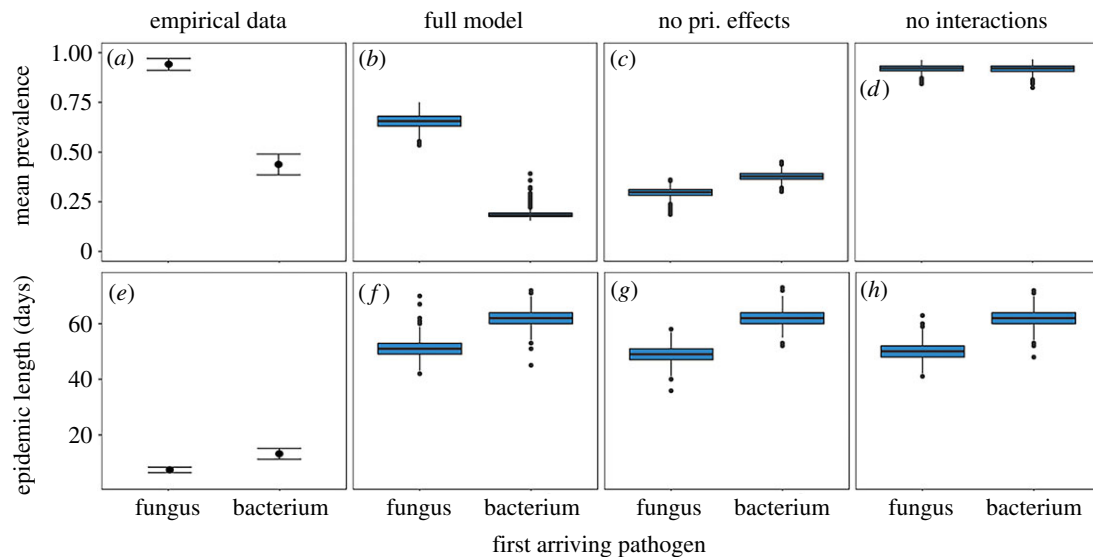 empirical data full model no pri. effects no interactions
mean prevalence
1.00
0.75
0.50
0.25
0
(a) (b) (c) (d)
epidemic length (days)
60
40
20
(e) (f) (g) (h)
fungus bacterium fungus bacterium fungus bacterium fungus bacterium
first arriving pathogen